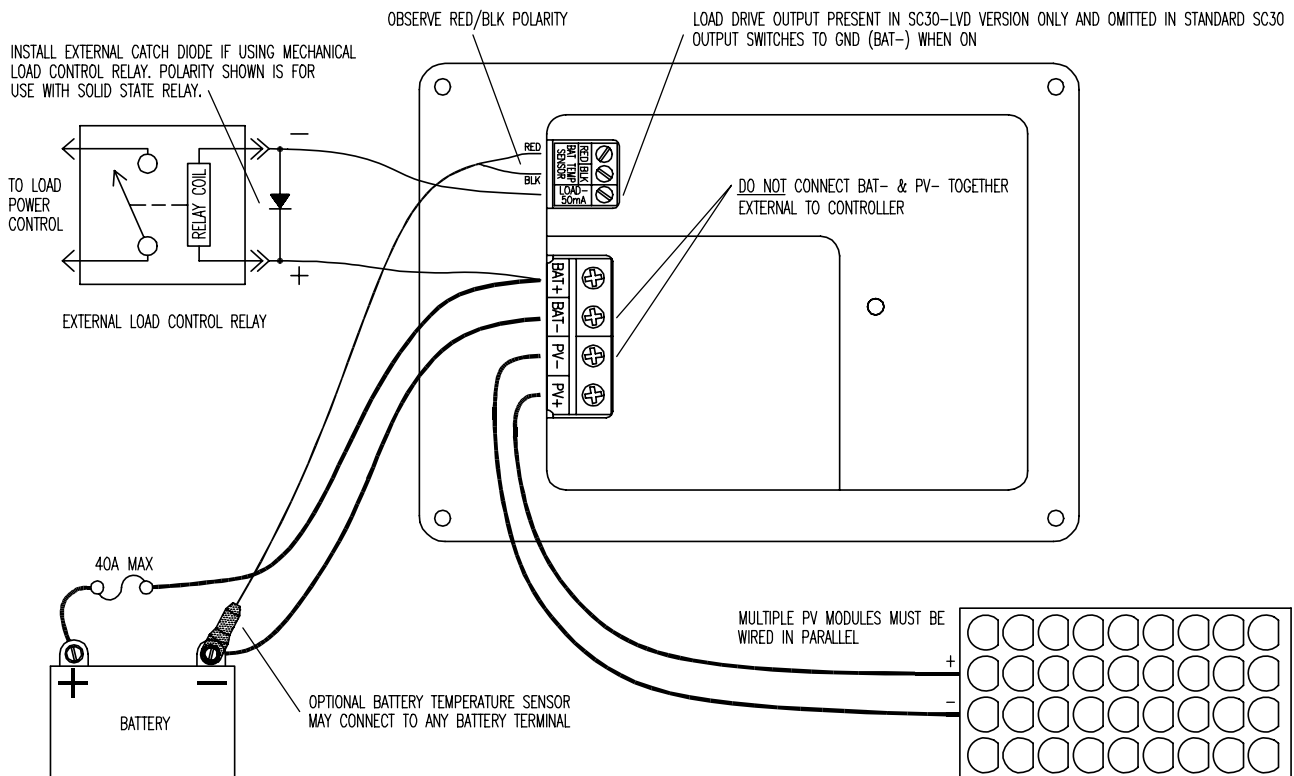 OBSERVE RED/BLK POLARITY
LOAD DRIVE OUTPUT PRESENT IN SC30-LVD VERSION ONLY AND OMITTED IN STANDARD SC30
OUTPUT SWITCHES TO GND (BAT-) WHEN ON
INSTALL EXTERNAL CATCH DIODE IF USING MECHANICAL
LOAD CONTROL RELAY. POLARITY SHOWN IS FOR
USE WITH SOLID STATE RELAY.
TO LOAD
POWER
CONTROL
RELAY COIL
−
+
EXTERNAL LOAD CONTROL RELAY
RED
BLK
RED BLK
BAT TEMP
SENSOR
LOAD-
50mA
DO NOT CONNECT BAT- & PV- TOGETHER
EXTERNAL TO CONTROLLER
BAT+
BAT-
PV-
PV+
40A MAX
+
−
BATTERY
OPTIONAL BATTERY TEMPERATURE SENSOR
MAY CONNECT TO ANY BATTERY TERMINAL
MULTIPLE PV MODULES MUST BE
WIRED IN PARALLEL
+
−